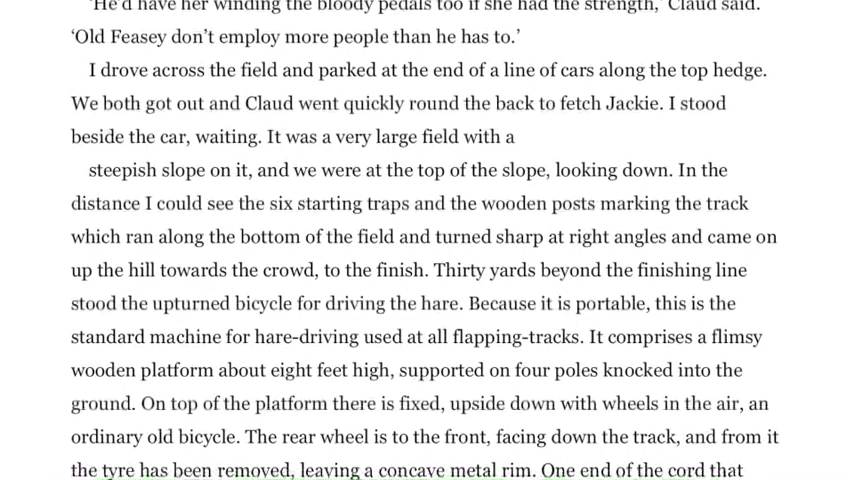 ‘He’d have her winding the bloody pedals too if she had the strength,’ Claud said.
‘Old Feasey don’t employ more people than he has to.’
I drove across the field and parked at the end of a line of cars along the top hedge.
We both got out and Claud went quickly round the back to fetch Jackie. I stood
beside the car, waiting. It was a very large field with a
steepish slope on it, and we were at the top of the slope, looking down. In the
distance I could see the six starting traps and the wooden posts marking the track
which ran along the bottom of the field and turned sharp at right angles and came on
up the hill towards the crowd, to the finish. Thirty yards beyond the finishing line
stood the upturned bicycle for driving the hare. Because it is portable, this is the
standard machine for hare-driving used at all flapping-tracks. It comprises a flimsy
wooden platform about eight feet high, supported on four poles knocked into the
ground. On top of the platform there is fixed, upside down with wheels in the air, an
ordinary old bicycle. The rear wheel is to the front, facing down the track, and from it
the tyre has been removed, leaving a concave metal rim. One end of the cord that